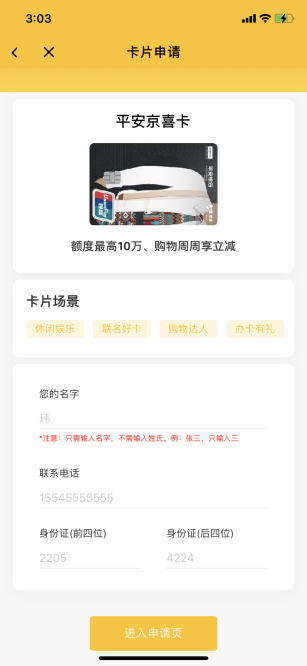 3:03
卡片申请
平安京喜卡
额度最高10万、购物周周享立减
卡片场景
休闲娱乐 联名好卡 购物达人 办卡有礼
您的名字
玮
*注意：只需输入名字，不需输入姓氏。例：张三，只输入三
联系电话
15545555555
身份证(前四位) 身份证(后四位)
2205 4224
进入申请页